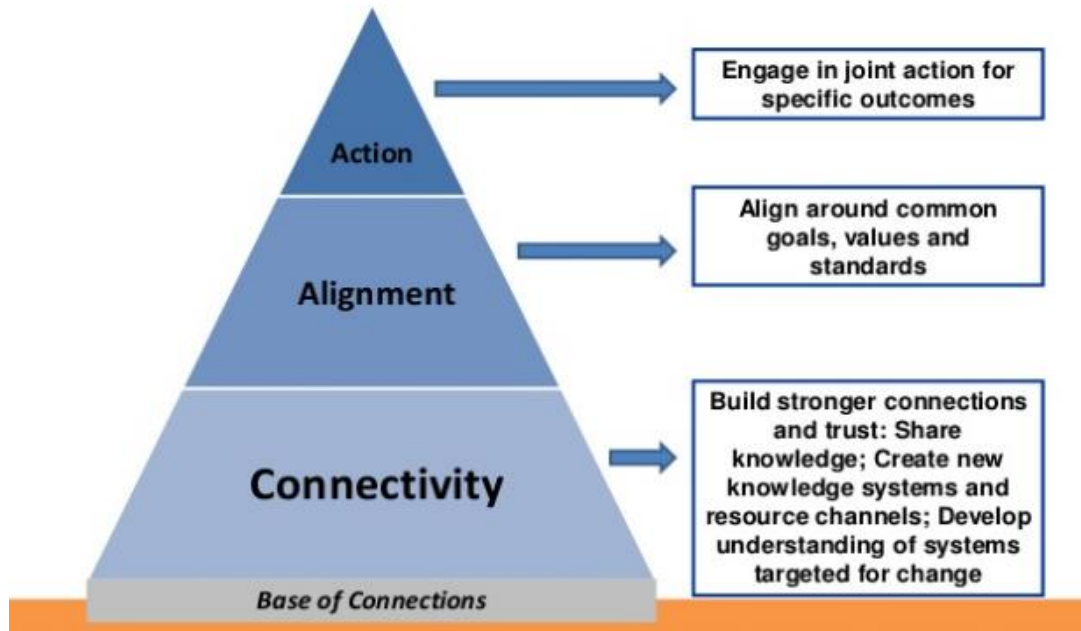 Engage in joint action for
specific outcomes
Action
Align around common
goals, values and
standards
Alignment
Build stronger connections
and trust: Share
knowledge; Create new
knowledge systems and
resource channels; Develop
understanding of systems
targeted for change
Connectivity
Base of Connections